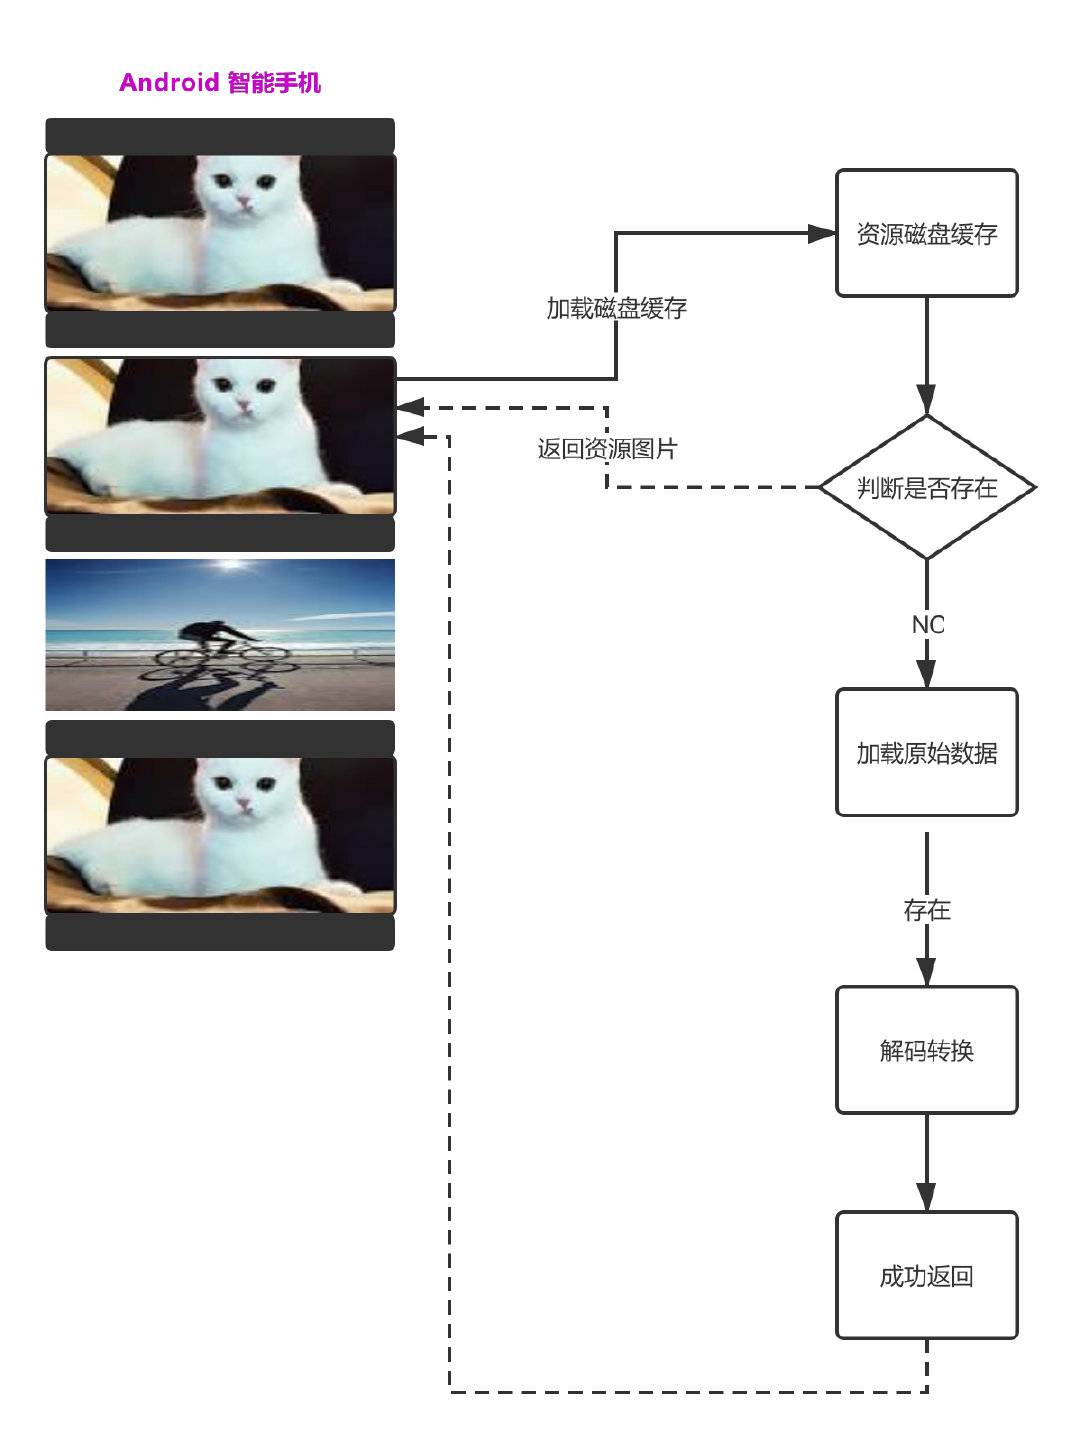 Android 智能手机
资源磁盘缓存
加载磁盘缓存
返回资源图片
判断是否存在
NO
加载原始数据
存在
解码转换
成功返回